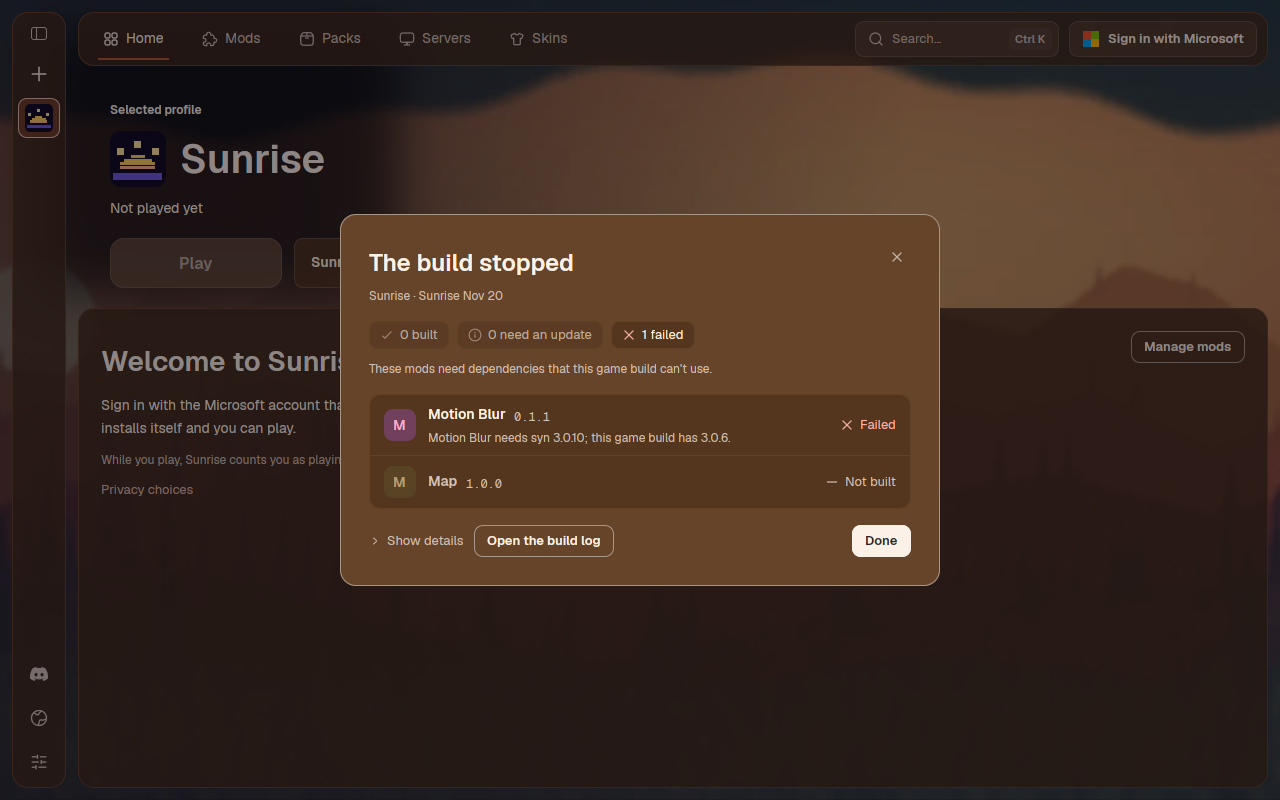 Home
Mods
Packs
Servers
Skins
Search...
Ctrl K
Sign in with Microsoft
Selected profile
Sunrise
Not played yet
Play
Sunr
The build stopped
Sunrise · Sunrise Nov 20
0 built
0 need an update
1 failed
These mods need dependencies that this game build can't use.
M
Motion Blur 0.1.1
Motion Blur needs syn 3.0.10; this game build has 3.0.6.
Failed
M
Map 1.0.0
Not built
Show details
Open the build log
Done
Welcome to Sunris
Manage mods
Sign in with the Microsoft account tha
installs itself and you can play.
While you play, Sunrise counts you as playin
Privacy choices